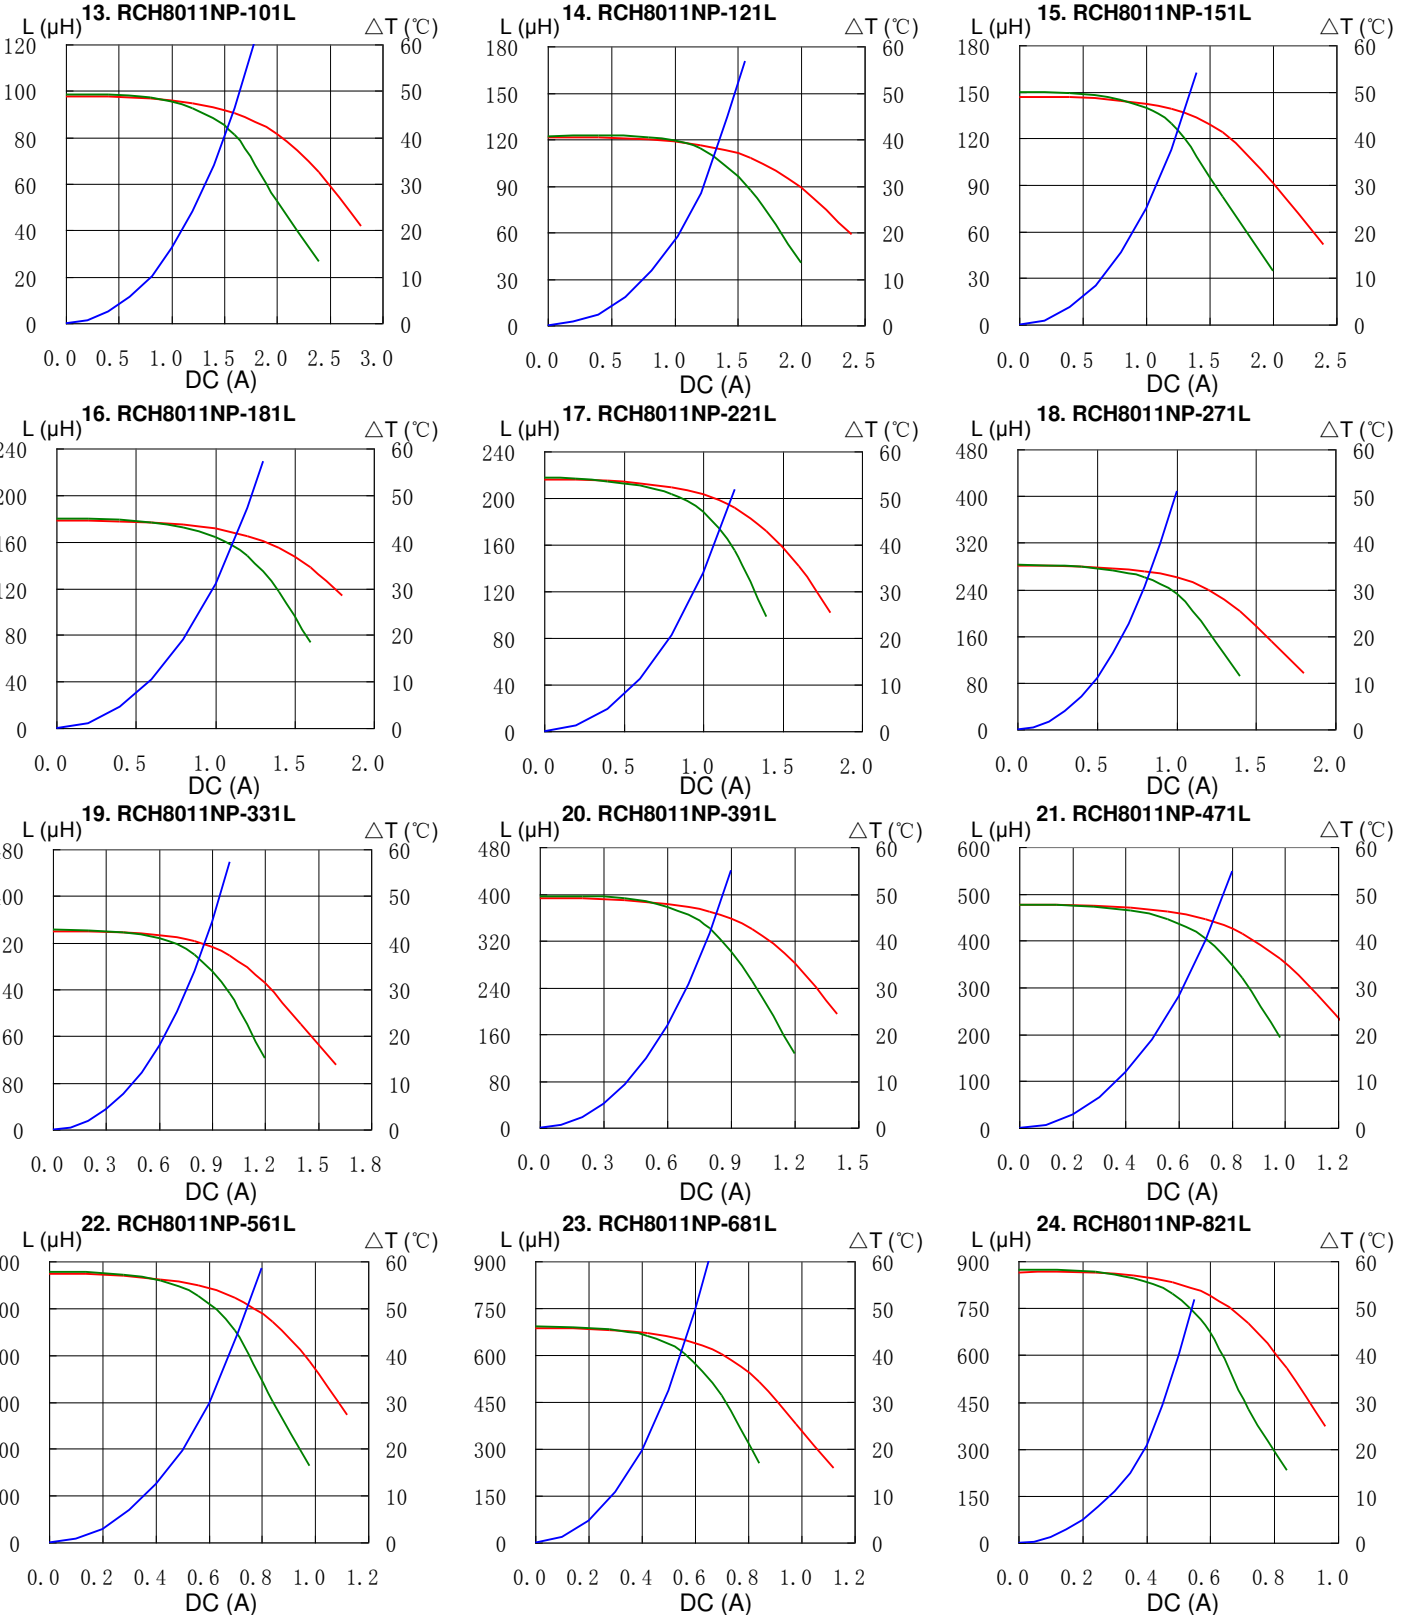 13. RCH8011NP-101L
L (µH) △T (℃)
120 60
100 50
80 40
60 30
40 20
20 10
0 0
0.0 0.5 1.0 1.5 2.0 2.5 3.0
DC (A)
14. RCH8011NP-121L
L (µH) △T (℃)
180 60
150 50
120 40
90 30
60 20
30 10
0 0
0.0 0.5 1.0 1.5 2.0 2.5
DC (A)
15. RCH8011NP-151L
L (µH) △T (℃)
180 60
150 50
120 40
90 30
60 20
30 10
0 0
0.0 0.5 1.0 1.5 2.0 2.5
DC (A)
16. RCH8011NP-181L
L (µH) △T (℃)
240 60
200 50
160 40
120 30
80 20
40 10
0 0
0.0 0.5 1.0 1.5 2.0
DC (A)
17. RCH8011NP-221L
L (µH) △T (℃)
240 60
200 50
160 40
120 30
80 20
40 10
0 0
0.0 0.5 1.0 1.5 2.0
DC (A)
18. RCH8011NP-271L
L (µH) △T (℃)
480 60
400 50
320 40
240 30
160 20
80 10
0 0
0.0 0.5 1.0 1.5 2.0
DC (A)
19. RCH8011NP-331L
L (µH) △T (℃)
80 60
00 50
20 40
40 30
60 20
80 10
0 0
0.0 0.3 0.6 0.9 1.2 1.5 1.8
DC (A)
20. RCH8011NP-391L
L (µH) △T (℃)
480 60
400 50
320 40
240 30
160 20
80 10
0 0
0.0 0.3 0.6 0.9 1.2 1.5
DC (A)
21. RCH8011NP-471L
L (µH) △T (℃)
600 60
500 50
400 40
300 30
200 20
100 10
0 0
0.0 0.2 0.4 0.6 0.8 1.0 1.2
DC (A)
22. RCH8011NP-561L
L (µH) △T (℃)
00 60
00 50
00 40
00 30
00 20
00 10
0 0
0.0 0.2 0.4 0.6 0.8 1.0 1.2
DC (A)
23. RCH8011NP-681L
L (µH) △T (℃)
900 60
750 50
600 40
450 30
300 20
150 10
0 0
0.0 0.2 0.4 0.6 0.8 1.0 1.2
DC (A)
24. RCH8011NP-821L
L (µH) △T (℃)
900 60
750 50
600 40
450 30
300 20
150 10
0 0
0.0 0.2 0.4 0.6 0.8 1.0
DC (A)